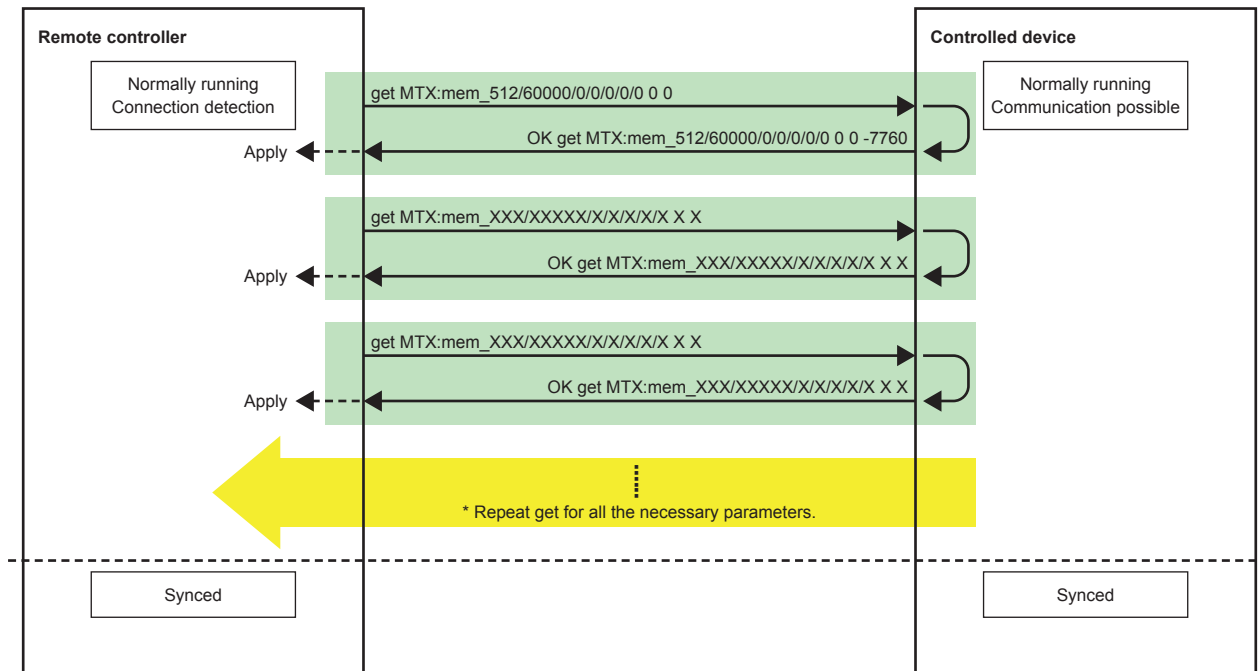 Remote controller
Controlled device
Normally running
Connection detection
Normally running
Communication possible
get MTX:mem_512/60000/0/0/0/0/0 0 0
OK get MTX:mem_512/60000/0/0/0/0/0 0 0 -7760
Apply
get MTX:mem_XXX/XXXXX/X/X/X/X/X X X
OK get MTX:mem_XXX/XXXXX/X/X/X/X/X X X
Apply
get MTX:mem_XXX/XXXXX/X/X/X/X/X X X
OK get MTX:mem_XXX/XXXXX/X/X/X/X/X X X
Apply
* Repeat get for all the necessary parameters.
Synced
Synced